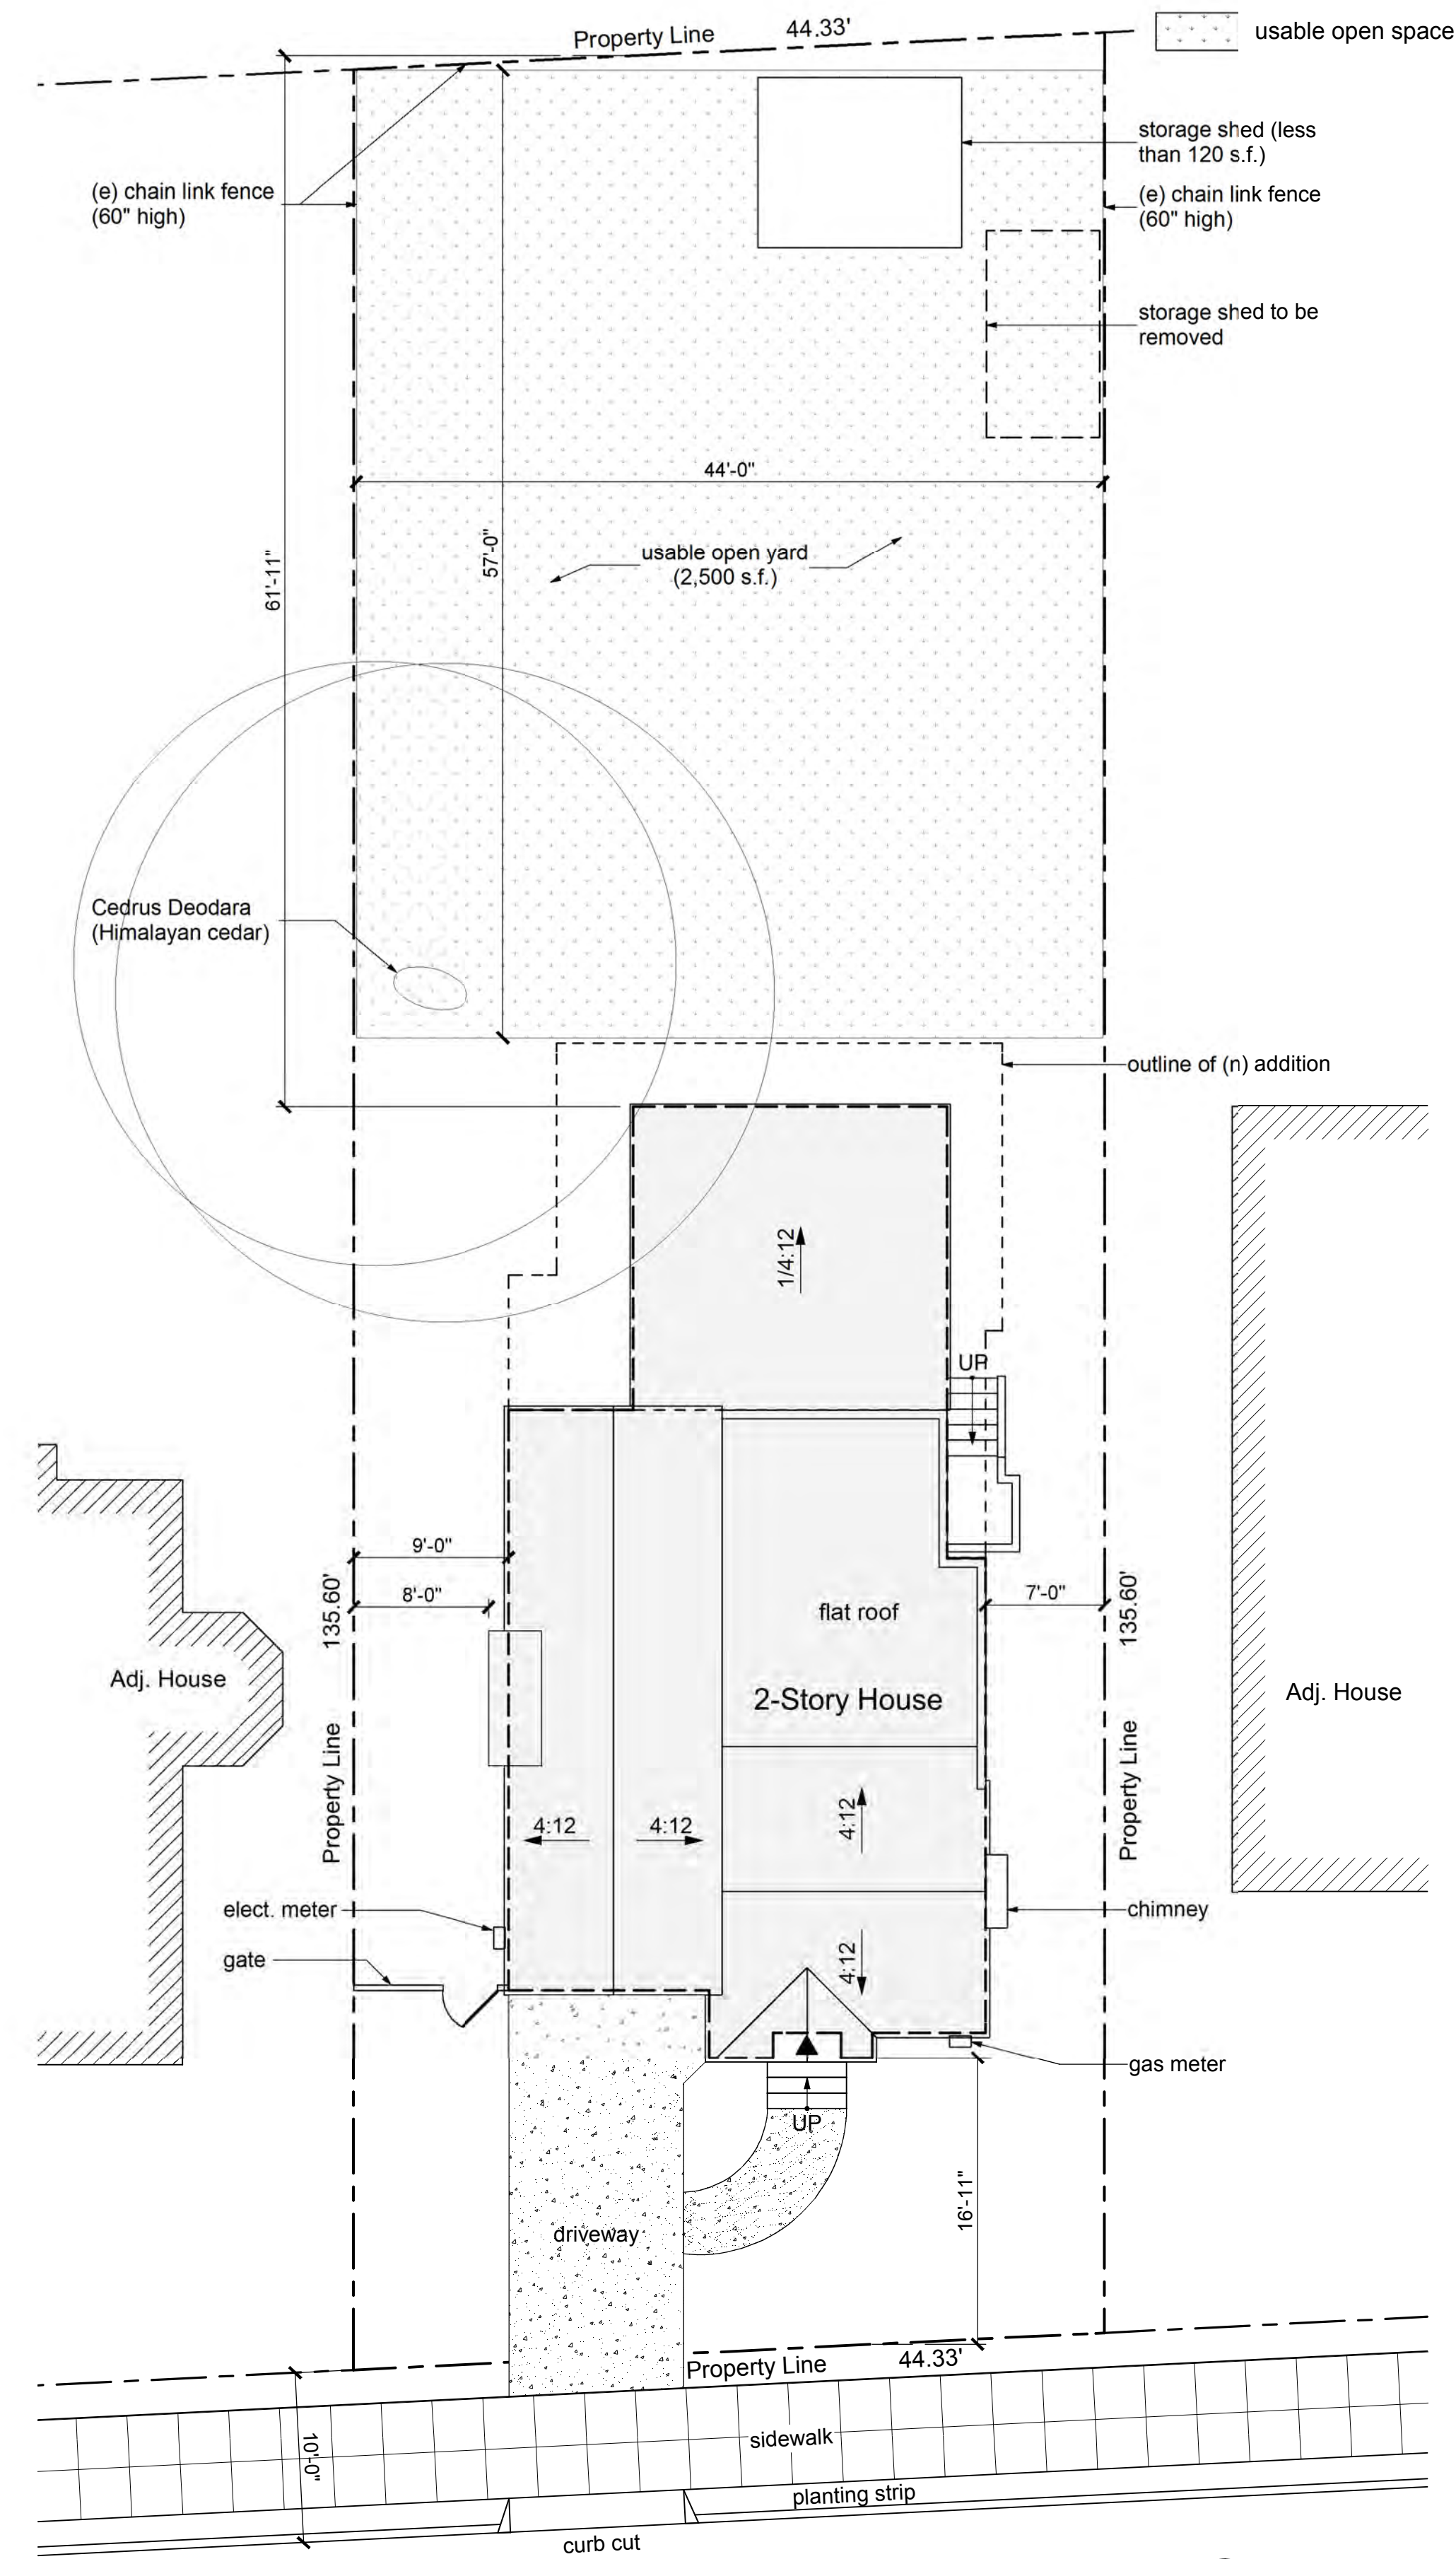 Property Line 44.33'
usable open space
storage shed (less
than 120 s.f.)
(e) chain link fence
(60" high)
(e) chain link fence
(60" high)
storage shed to be
removed
44'-0"
61'-11"
57'-0"
usable open yard
(2,500 s.f.)
Cedrus Deodara
(Himalayan cedar)
outline of (n) addition
1/4:12
UP
9'-0"
8'-0"
7'-0"
135.60'
135.60'
flat roof
Adj. House
2-Story House
Adj. House
Property Line
Property Line
4:12
4:12
4:12
elect. meter
chimney
gate
4:12
gas meter
UP
16'-11"
driveway
Property Line 44.33'
10'-0"
sidewalk
planting strip
curb cut